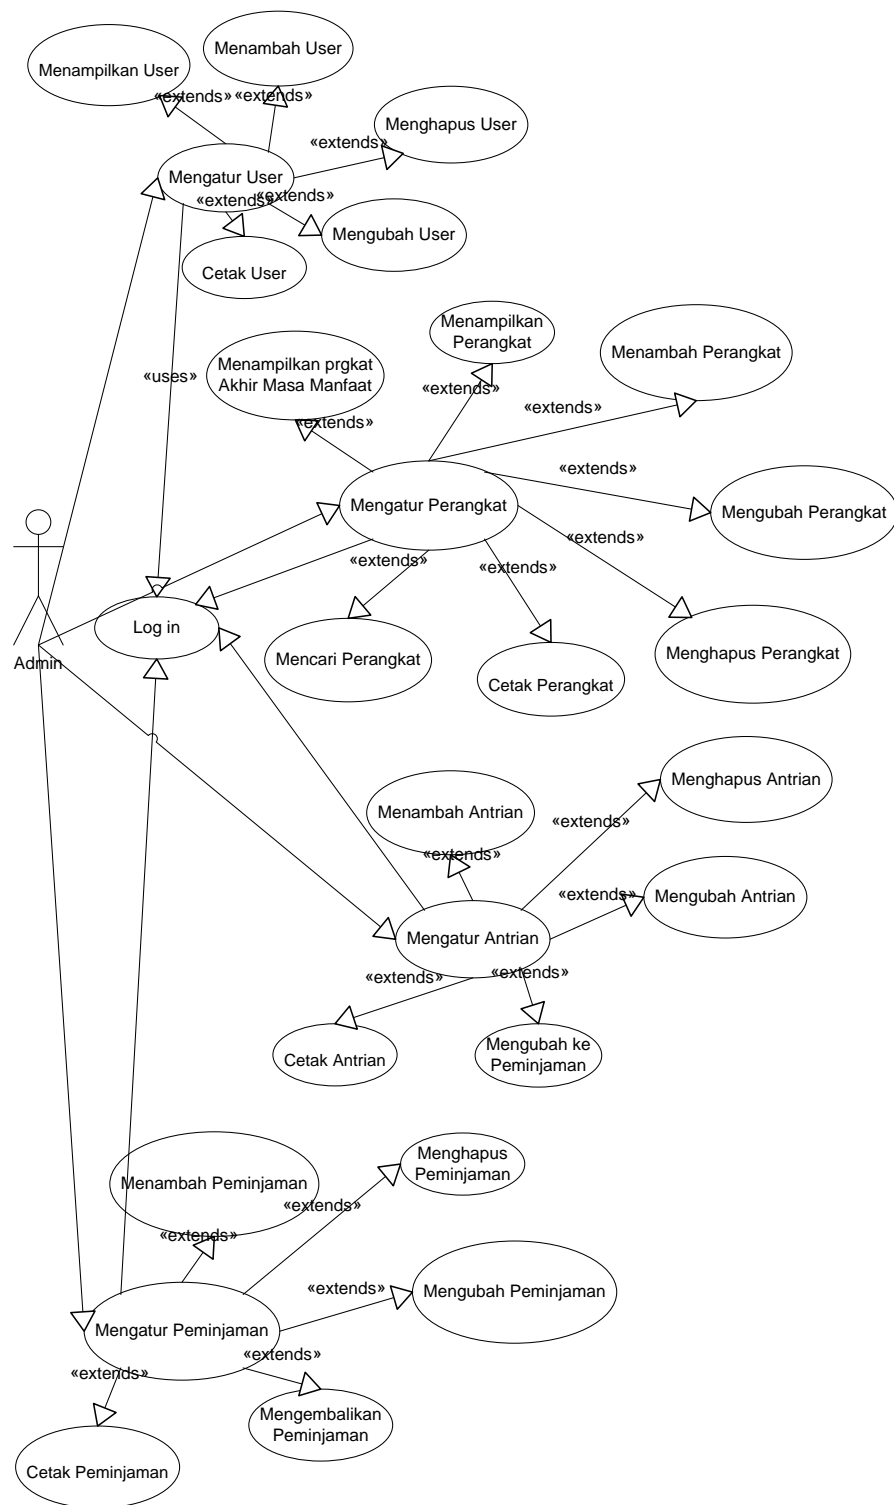 Menambah User
Menampilkan User
«extends»
«extends»
Menghapus User
«extends»
Mengatur User
«extends»
«extends»
Mengubah User
Cetak User
Menampilkan
Perangkat
Menambah Perangkat
Menampilkan prgkat
Akhir Masa Manfaat
«uses»
«extends»
«extends»
«extends»
«extends»
Mengatur Perangkat
Mengubah Perangkat
«extends»
«extends»
«extends»
Log in
Admin
Mencari Perangkat
Menghapus Perangkat
Cetak Perangkat
Menghapus Antrian
Menambah Antrian
«extends»
«extends»
Mengubah Antrian
«extends»
Mengatur Antrian
«extends»
«extends»
Cetak Antrian
Mengubah ke
Peminjaman
Menghapus
Peminjaman
Menambah Peminjaman
«extends»
«extends»
«extends»
Mengubah Peminjaman
Mengatur Peminjaman
«extends»
«extends»
Mengembalikan
Peminjaman
Cetak Peminjaman